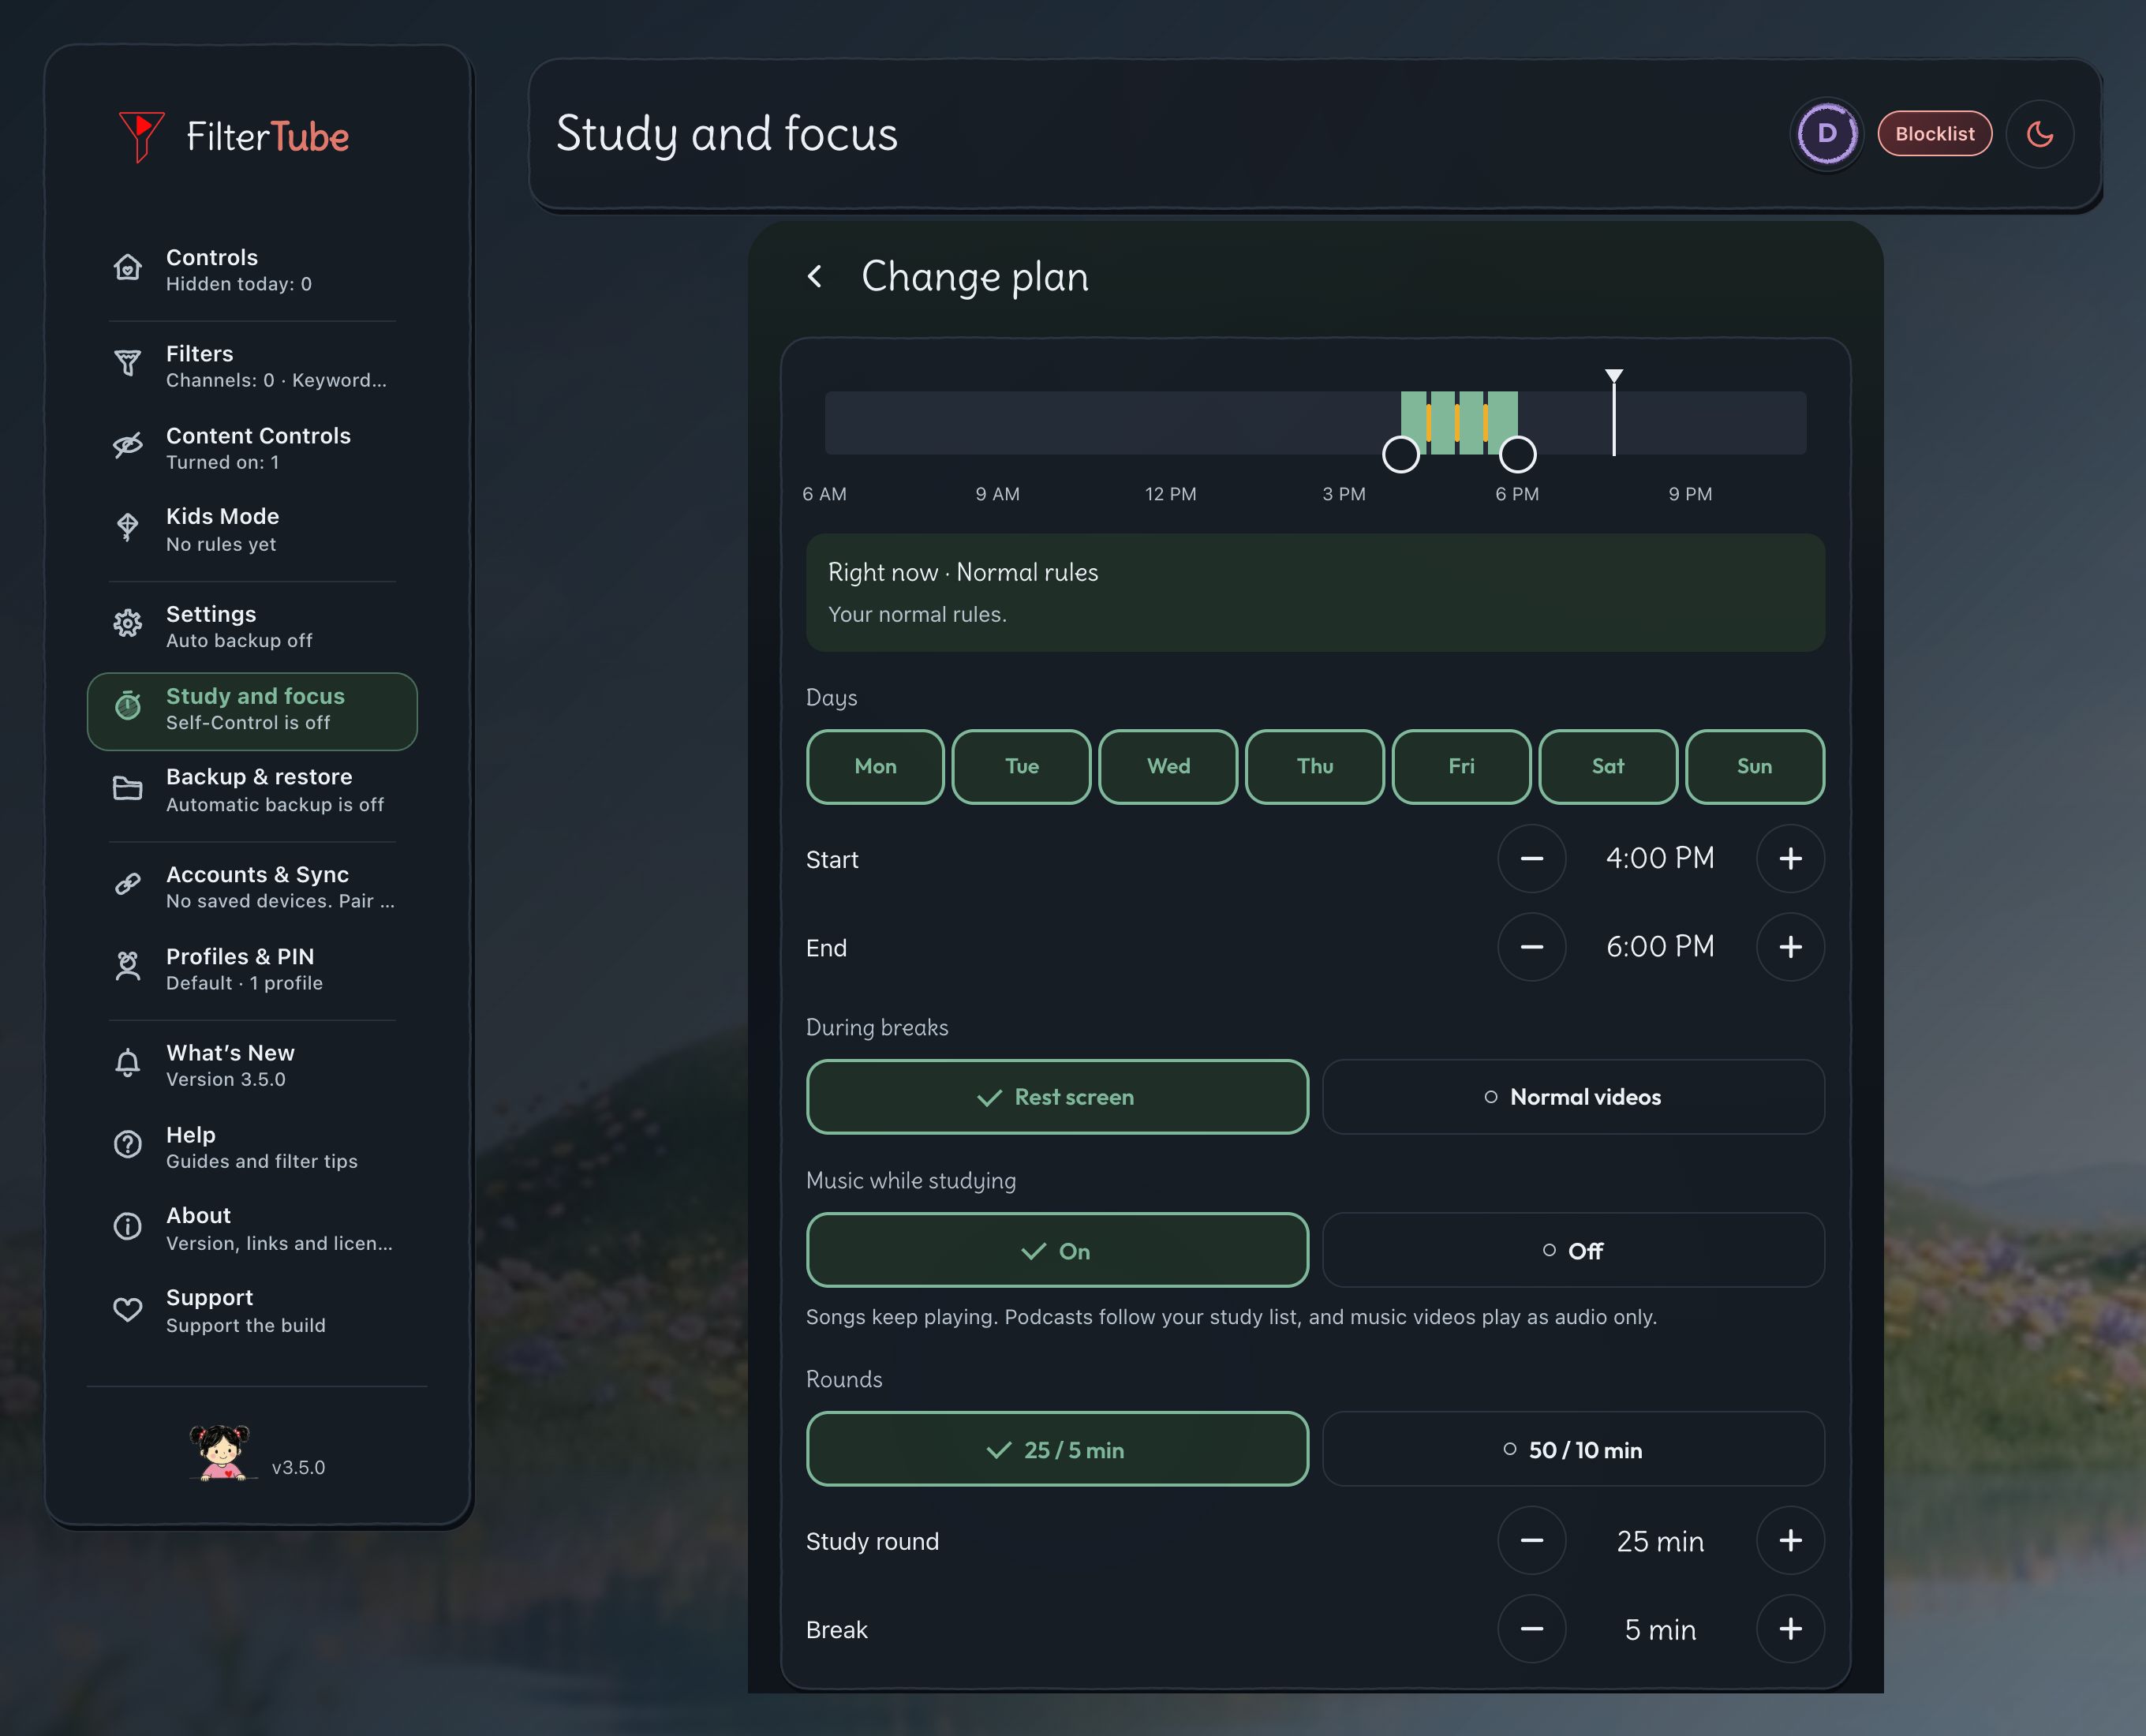 FilterTube
Controls
Hidden today: 0
Filters
Channels: 0 · Keyword...
Content Controls
Turned on: 1
Kids Mode
No rules yet
Settings
Auto backup off
Study and focus
Self-Control is off
Backup & restore
Automatic backup is off
Accounts & Sync
No saved devices. Pair ...
Profiles & PIN
Default · 1 profile
What's New
Version 3.5.0
Help
Guides and filter tips
About
Version, links and licen...
Support
Support the build
v3.5.0
Study and focus
D
Blocklist
Change plan
6 AM 9 AM 12 PM 3 PM 6 PM 9 PM
Right now · Normal rules
Your normal rules.
Days
Mon Tue Wed Thu Fri Sat Sun
Start 4:00 PM
End 6:00 PM
During breaks
Rest screen Normal videos
Music while studying
On Off
Songs keep playing. Podcasts follow your study list, and music videos play as audio only.
Rounds
25 / 5 min 50 / 10 min
Study round 25 min
Break 5 min